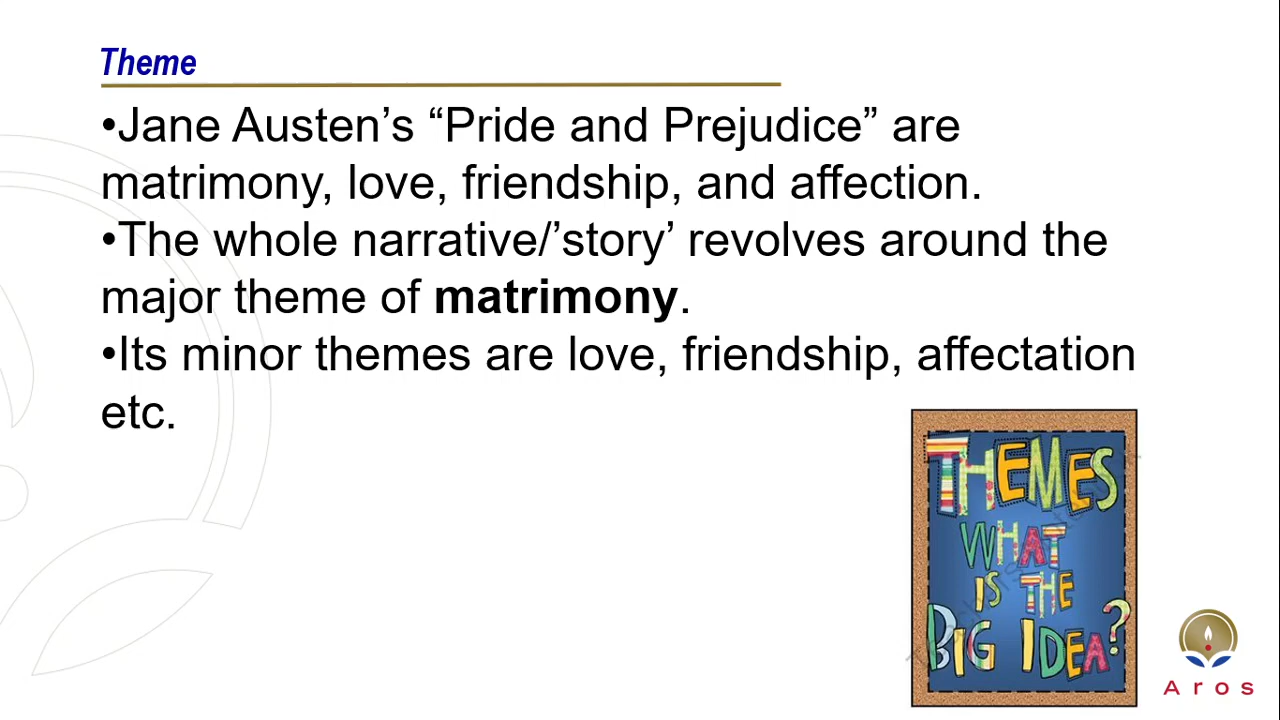 Theme
•Jane Austen’s “Pride and Prejudice” are
matrimony, love, friendship, and affection.
•The whole narrative/’story’ revolves around the
major theme of matrimony.
•Its minor themes are love, friendship, affectation
etc.
THEMES
WHAT
IS THE
BIG IDEA?
Aros